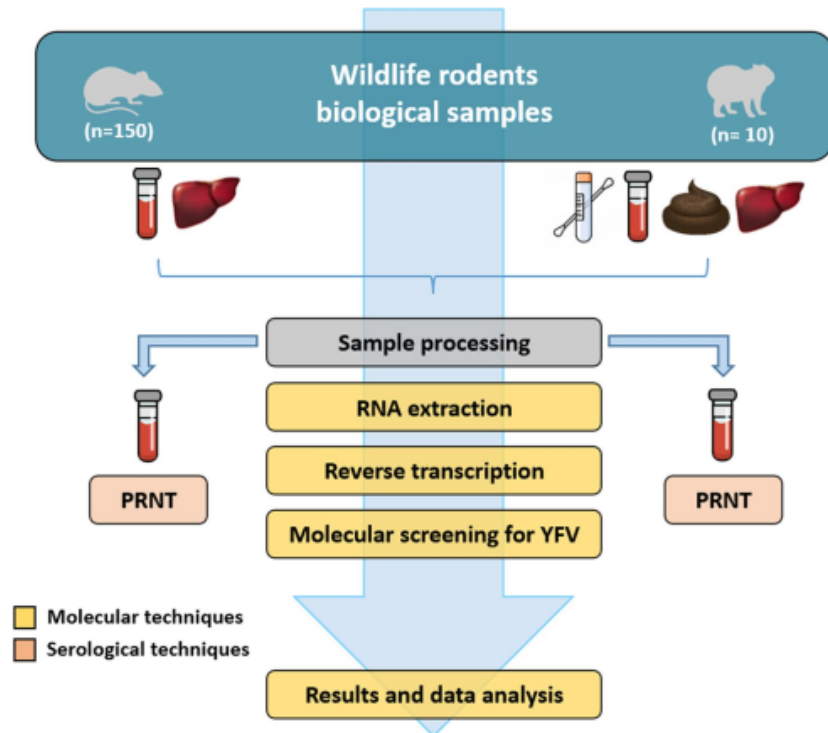 Wildlife rodents
biological samples
(n=150)
(n= 10)
Sample processing
RNA extraction
Reverse transcription
Molecular screening for YFV
PRNT
PRNT
Molecular techniques
Serological techniques
Results and data analysis